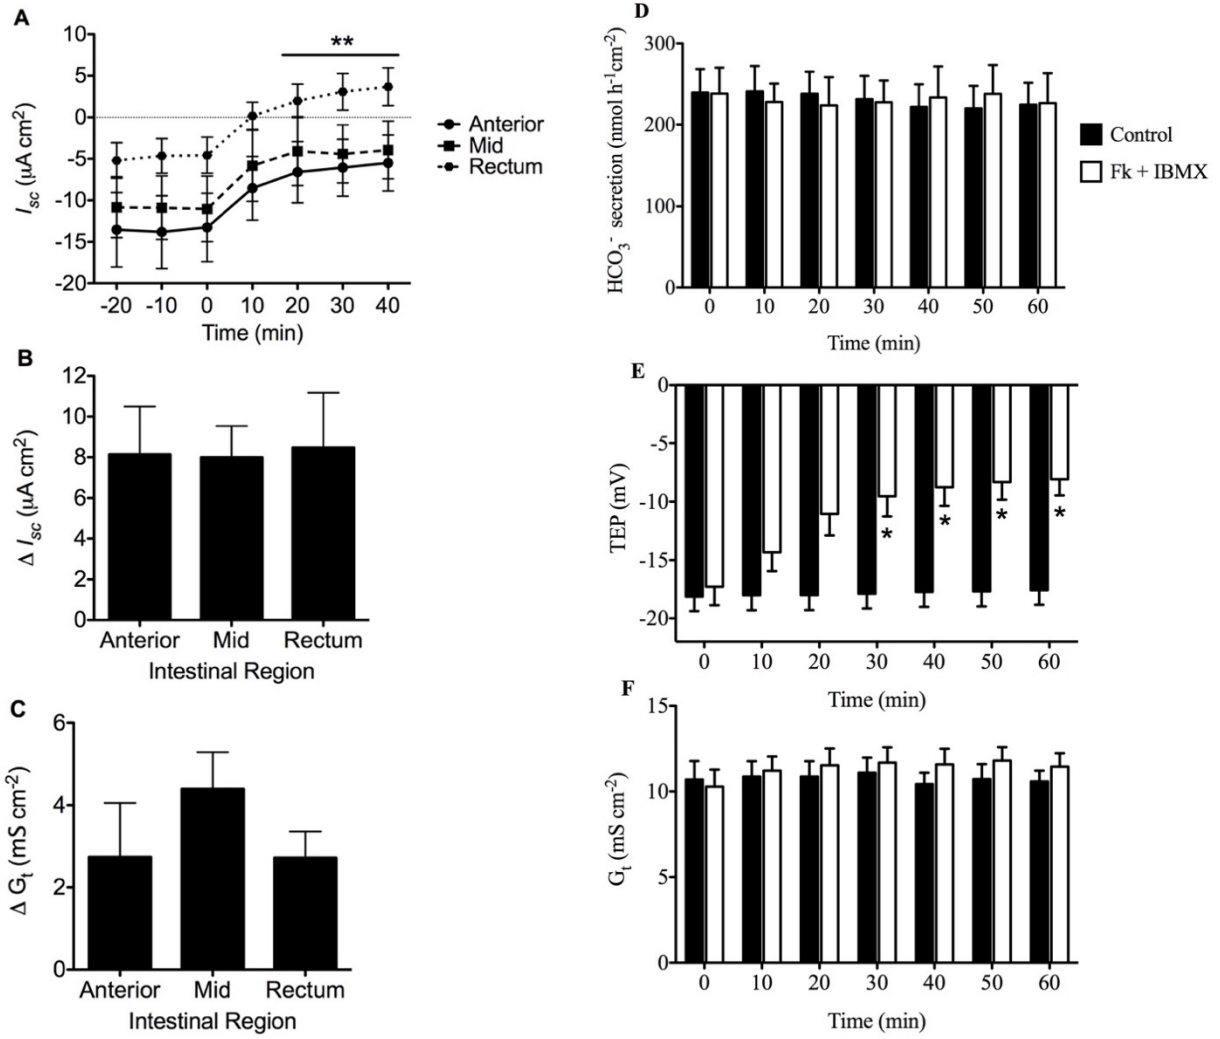 A
10
5
0
-5
-10
-15
-20
I_sc (µA cm²)
**
-20 -10 0 10 20 30 40
Time (min)
Anterior
Mid
Rectum
B
12
10
8
6
4
2
0
Δ I_sc (µA cm²)
Anterior Mid Rectum
Intestinal Region
C
6
4
2
0
Δ G_t (mS cm⁻²)
Anterior Mid Rectum
Intestinal Region
D
300
200
100
0
HCO₃⁻ secretion (nmol h⁻¹cm⁻²)
0 10 20 30 40 50 60
Time (min)
Control
Fk + IBMX
E
0
-5
-10
-15
-20
TEP (mV)
* * * *
0 10 20 30 40 50 60
Time (min)
F
15
10
5
0
G_t (mS cm⁻²)
0 10 20 30 40 50 60
Time (min)